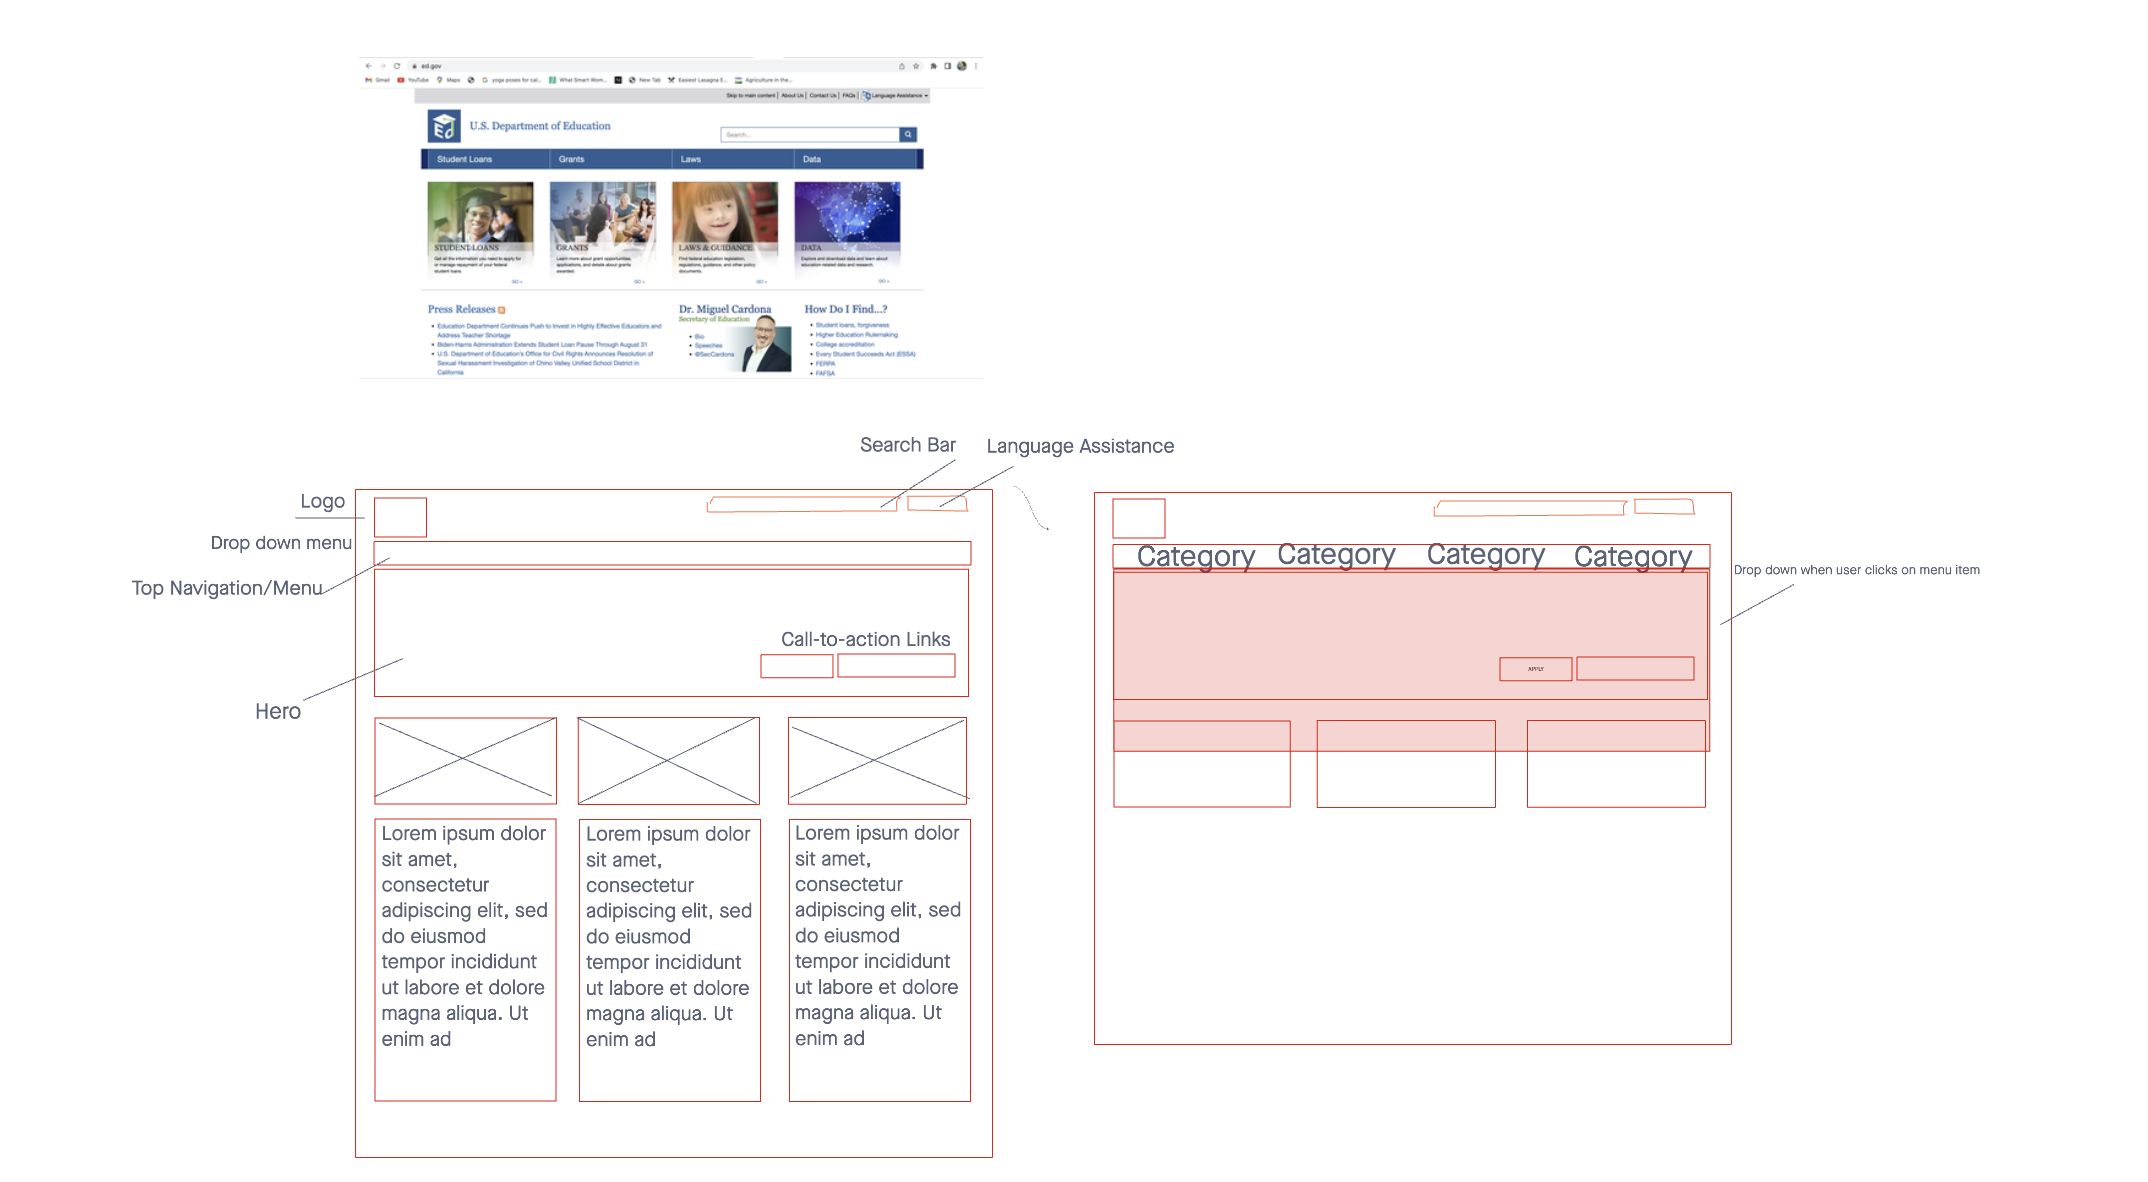 ed.gov
Gmail YouTube Maps yoga poses for cal... What Smart Wom... New Tab Easiest Lasagna E... Agriculture in the...
Skip to main content | About Us | Contact Us | FAQs | Language Assistance
Ed
U.S. Department of Education
Search...
Student Loans Grants Laws Data
STUDENT LOANS
Get all the information you need to apply for
or manage repayment of your federal
student loans.
GO »
GRANTS
Learn more about grant opportunities,
applications, and details about grants
awarded.
GO »
LAWS & GUIDANCE
Find federal education legislation,
regulations, guidance, and other policy
documents.
GO »
DATA
Explore and download data and learn about
education related data and research.
GO »
Press Releases
• Education Department Continues Push to Invest in Highly Effective Educators and
Address Teacher Shortage
• Biden-Harris Administration Extends Student Loan Pause Through August 31
• U.S. Department of Education's Office for Civil Rights Announces Resolution of
Sexual Harassment Investigation of Chino Valley Unified School District in
California
Dr. Miguel Cardona
Secretary of Education
• Bio
• Speeches
• @SecCardona
How Do I Find...?
• Student loans, forgiveness
• Higher Education Rulemaking
• College accreditation
• Every Student Succeeds Act (ESSA)
• FERPA
• FAFSA
Search Bar
Language Assistance
Logo
Drop down menu
Top Navigation/Menu
Call-to-action Links
Hero
Lorem ipsum dolor
sit amet,
consectetur
adipiscing elit, sed
do eiusmod
tempor incididunt
ut labore et dolore
magna aliqua. Ut
enim ad
Lorem ipsum dolor
sit amet,
consectetur
adipiscing elit, sed
do eiusmod
tempor incididunt
ut labore et dolore
magna aliqua. Ut
enim ad
Lorem ipsum dolor
sit amet,
consectetur
adipiscing elit, sed
do eiusmod
tempor incididunt
ut labore et dolore
magna aliqua. Ut
enim ad
Category Category Category Category
Drop down when user clicks on menu item
APPLY